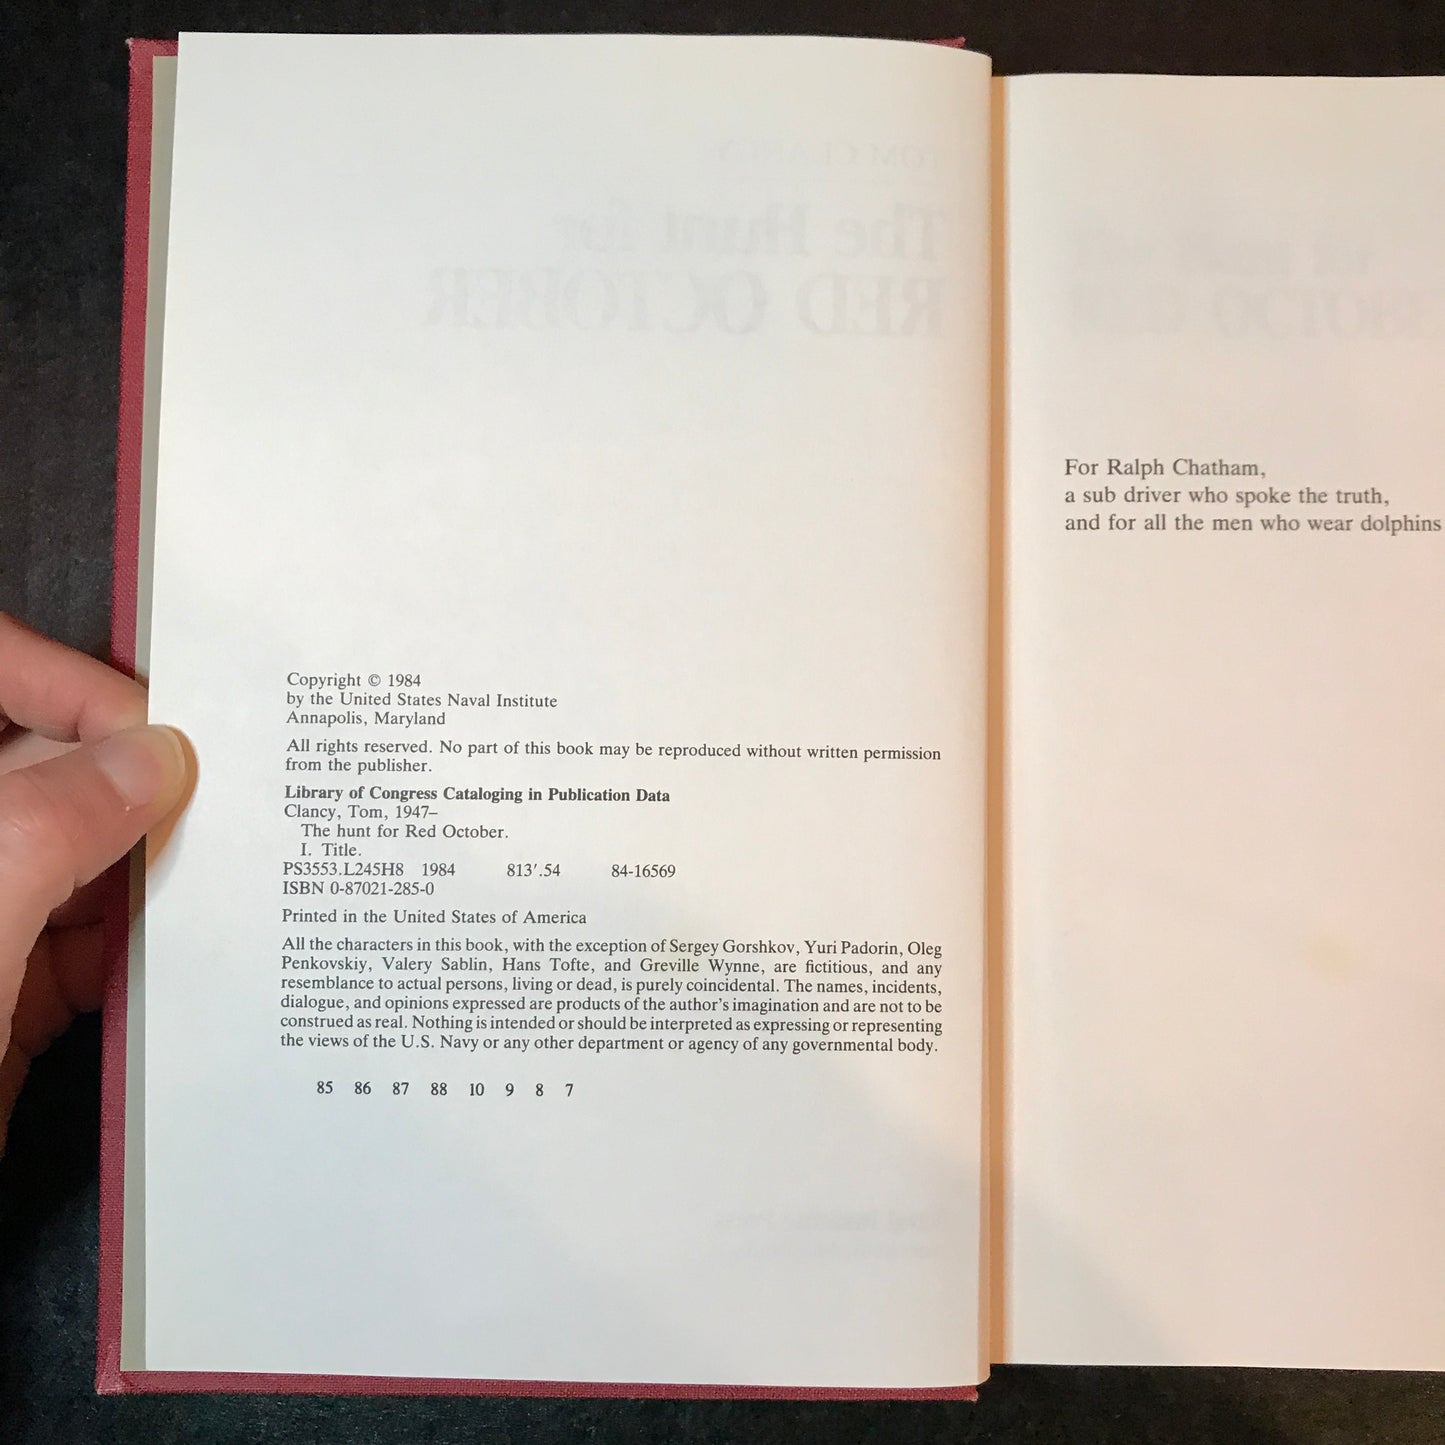 Copyright © 1984
by the United States Naval Institute
Annapolis, Maryland
All rights reserved. No part of this book may be reproduced without written permission
from the publisher.
Library of Congress Cataloging in Publication Data
Clancy, Tom, 1947–
The hunt for Red October.
I. Title.
PS3553.L245H8 1984 813′.54 84-16569
ISBN 0-87021-285-0
Printed in the United States of America
All the characters in this book, with the exception of Sergey Gorshkov, Yuri Padorin, Oleg
Penkovskiy, Valery Sablin, Hans Tofte, and Greville Wynne, are fictitious, and any
resemblance to actual persons, living or dead, is purely coincidental. The names, incidents,
dialogue, and opinions expressed are products of the author's imagination and are not to be
construed as real. Nothing is intended or should be interpreted as expressing or representing
the views of the U.S. Navy or any other department or agency of any governmental body.
85 86 87 88 10 9 8 7
For Ralph Chatham,
a sub driver who spoke the truth,
and for all the men who wear dolphins